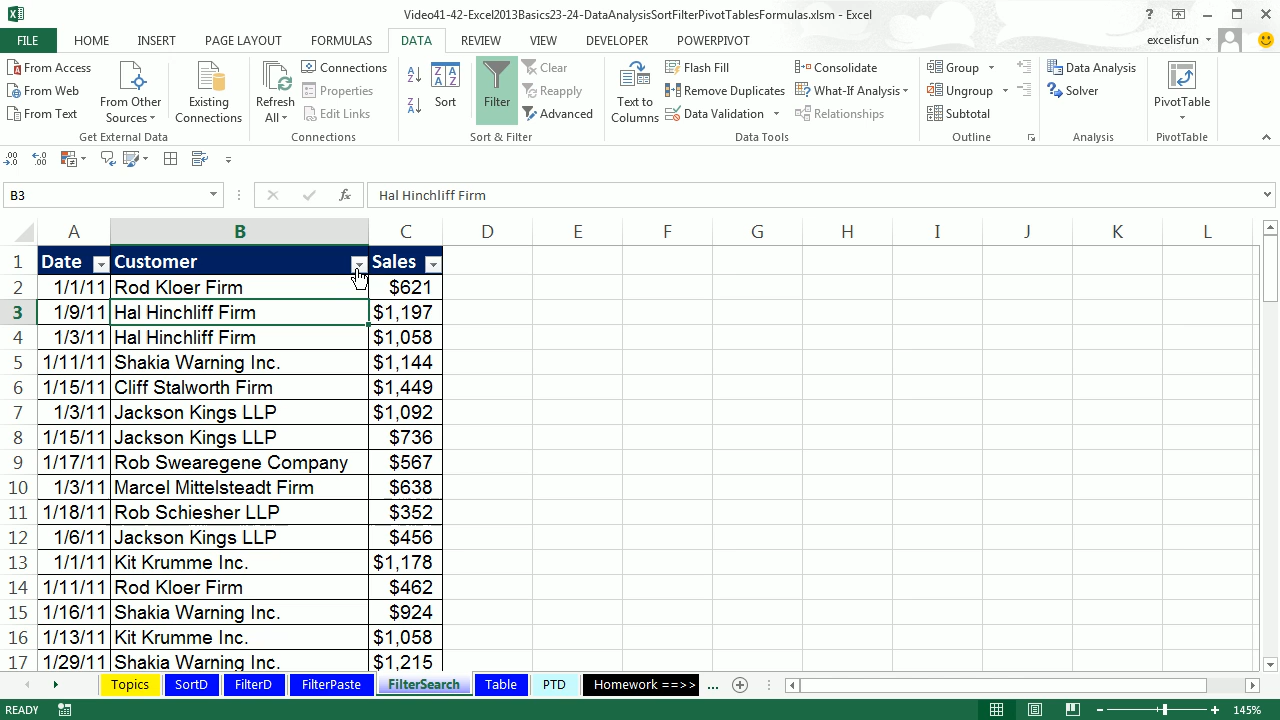 Video41-42-Excel2013Basics23-24-DataAnalysisSortFilterPivotTablesFormulas.xlsm - Excel
FILE HOME INSERT PAGE LAYOUT FORMULAS DATA REVIEW VIEW DEVELOPER POWERPIVOT excelisfun
From Access
From Web
From Text
From Other Sources
Existing Connections
Get External Data
Refresh All
Connections
Properties
Edit Links
Connections
Sort
Filter
Clear
Reapply
Advanced
Sort & Filter
Text to Columns
Flash Fill
Remove Duplicates
Data Validation
Consolidate
What-If Analysis
Relationships
Data Tools
Group
Ungroup
Subtotal
Outline
Data Analysis
Solver
Analysis
PivotTable
PivotTable
B3 fx Hal Hinchliff Firm
A B C D E F G H I J K L
1 Date Customer Sales
2 1/1/11 Rod Kloer Firm $621
3 1/9/11 Hal Hinchliff Firm $1,197
4 1/3/11 Hal Hinchliff Firm $1,058
5 1/11/11 Shakia Warning Inc. $1,144
6 1/15/11 Cliff Stalworth Firm $1,449
7 1/3/11 Jackson Kings LLP $1,092
8 1/15/11 Jackson Kings LLP $736
9 1/17/11 Rob Swearegene Company $567
10 1/3/11 Marcel Mittelsteadt Firm $638
11 1/18/11 Rob Schiesher LLP $352
12 1/6/11 Jackson Kings LLP $456
13 1/1/11 Kit Krumme Inc. $1,178
14 1/11/11 Rod Kloer Firm $462
15 1/16/11 Shakia Warning Inc. $924
16 1/13/11 Kit Krumme Inc. $1,058
17 1/29/11 Shakia Warning Inc. $1,215
Topics SortD FilterD FilterPaste FilterSearch Table PTD Homework ==>> ...
READY 145%